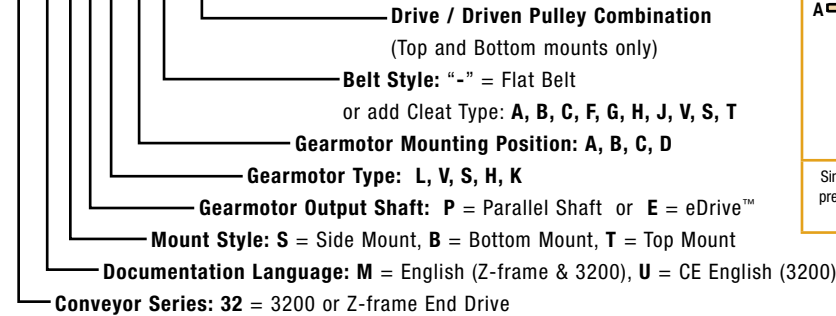 Drive / Driven Pulley Combination
(Top and Bottom mounts only)
Belt Style: “-” = Flat Belt
or add Cleat Type: A, B, C, F, G, H, J, V, S, T
Gearmotor Mounting Position: A, B, C, D
Gearmotor Type: L, V, S, H, K
Gearmotor Output Shaft: P = Parallel Shaft or E = eDrive™
Mount Style: S = Side Mount, B = Bottom Mount, T = Top Mount
Documentation Language: M = English (Z-frame & 3200), U = CE English (3200)
Conveyor Series: 32 = 3200 or Z-frame End Drive
A